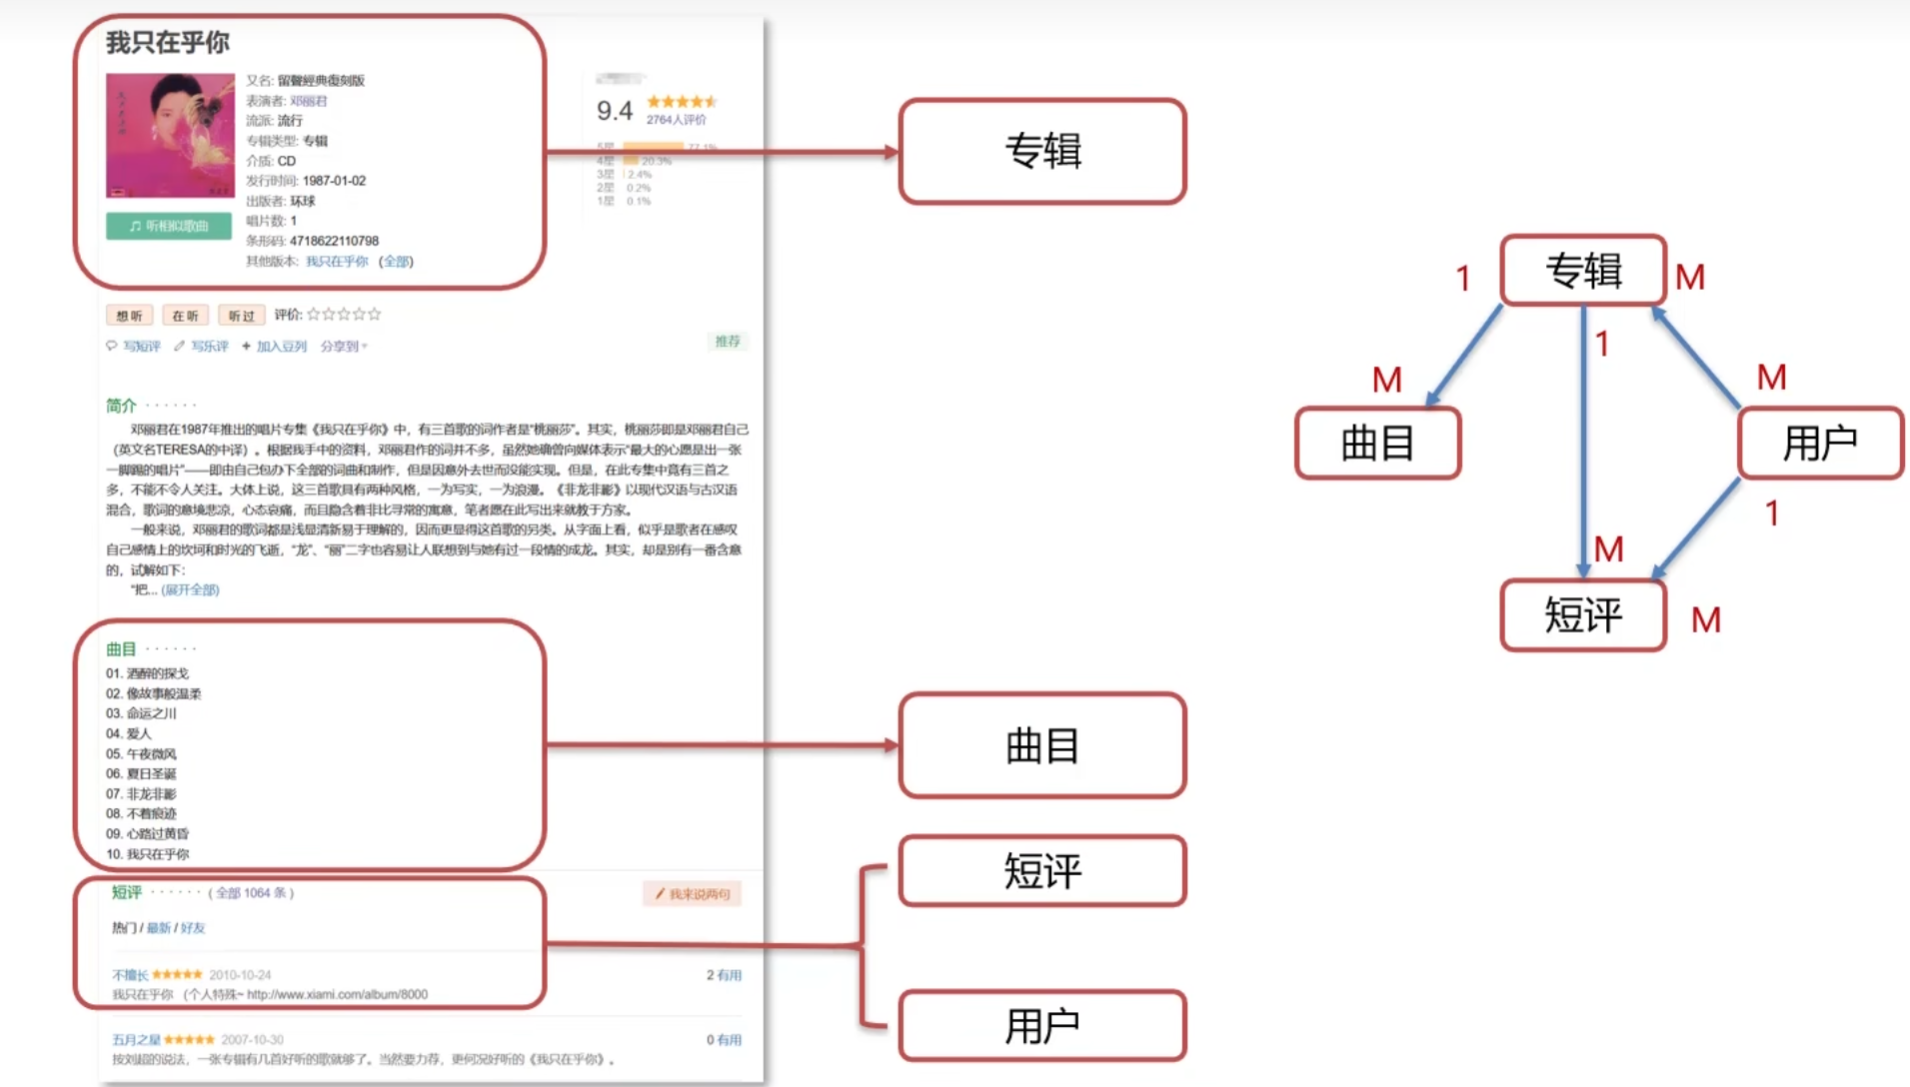 我只在乎你
又名: 留聲經典復刻版
表演者: 邓丽君
流派: 流行
专辑类型: 专辑
介质: CD
发行时间: 1987-01-02
出版者: 环球
唱片数: 1
条形码: 4718622110798
其他版本: 我只在乎你 (全部)
听相似歌曲
9.4
2764人评价
5星 77.1%
4星 20.3%
3星 2.4%
2星 0.2%
1星 0.1%
想听 在听 听过 评价:
写短评 写乐评 + 加入豆列 分享到
推荐
简介 · · · · · ·
邓丽君在1987年推出的唱片专集《我只在乎你》中，有三首歌的词作者是“桃丽莎”。其实，桃丽莎即是邓丽君自己
（英文名TERESA的中译）。根据我手中的资料，邓丽君作的词并不多，虽然她确曾向媒体表示“最大的心愿是出一张
一脚踢的唱片”——即由自己包办下全部的词曲和制作，但是因意外去世而没能实现。但是，在此专集中竟有三首之
多，不能不令人关注。大体上说，这三首歌具有两种风格，一为写实，一为浪漫。《非龙非彲》以现代汉语与古汉语
混合，歌词的意境悲凉，心态哀痛，而且隐含着非比寻常的寓意，笔者愿在此写出来就教于方家。
一般来说，邓丽君的歌词都是浅显清新易于理解的，因而更显得这首歌的另类。从字面上看，似乎是歌者在感叹
自己感情上的坎坷和时光的飞逝，“龙”、“丽”二字也容易让人联想到与她有过一段情的成龙。其实，却是别有一番含意
的，试解如下：
“把... (展开全部)
曲目 · · · · · ·
01. 酒醉的探戈
02. 像故事般温柔
03. 命运之川
04. 爱人
05. 午夜微风
06. 夏日圣诞
07. 非龙非彲
08. 不着痕迹
09. 心路过黄昏
10. 我只在乎你
短评 · · · · · · ( 全部 1064 条 )
我来说两句
热门 / 最新 / 好友
不擅长 ★★★★★ 2010-10-24
2 有用
我只在乎你 （个人特殊~ http://www.xiami.com/album/8000
五月之星 ★★★★★ 2007-10-30
0 有用
按刘超的说法，一张专辑有几首好听的歌就够了。当然要力荐，更何况好听的《我只在乎你》。
专辑
曲目
短评
用户
1 专辑 M
1
M M
曲目 用户
1
M
短评 M